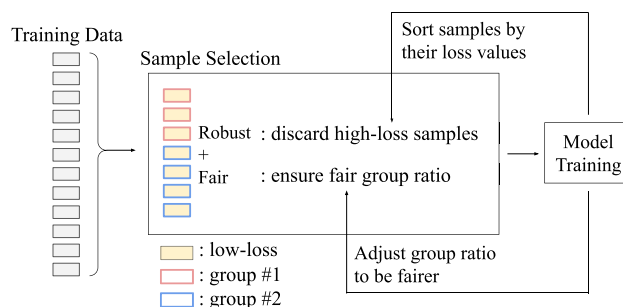 Training Data
Sample Selection
Sort samples by
their loss values
Robust : discard high-loss samples
+
Fair : ensure fair group ratio
Model
Training
Adjust group ratio
to be fairer
: low-loss
: group #1
: group #2